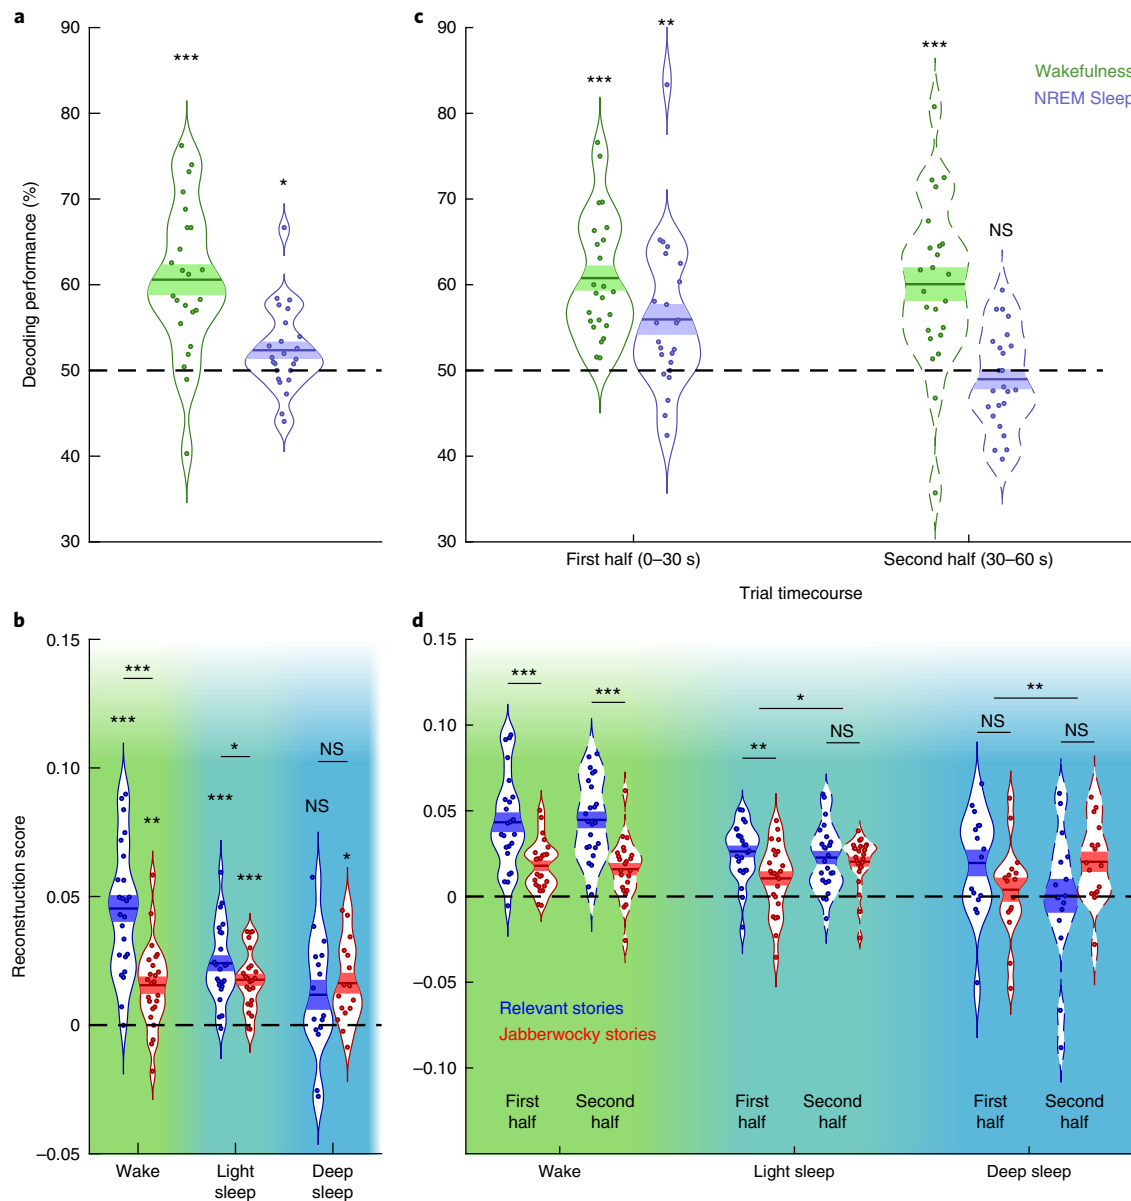 a
90
80
70
60
50
40
30
Decoding performance (%)
***
*
c
90
80
70
60
50
40
30
***
**
***
NS
Wakefulness
NREM Sleep
First half (0–30 s)
Second half (30–60 s)
Trial timecourse
b
0.15
0.10
0.05
0
–0.05
Reconstruction score
***
***
**
*
***
***
NS
NS
*
Wake
Light
sleep
Deep
sleep
d
0.15
0.10
0.05
0
–0.05
–0.10
***
***
*
**
NS
**
NS
NS
Relevant stories
Jabberwocky stories
First
half
Second
half
First
half
Second
half
First
half
Second
half
Wake
Light sleep
Deep sleep